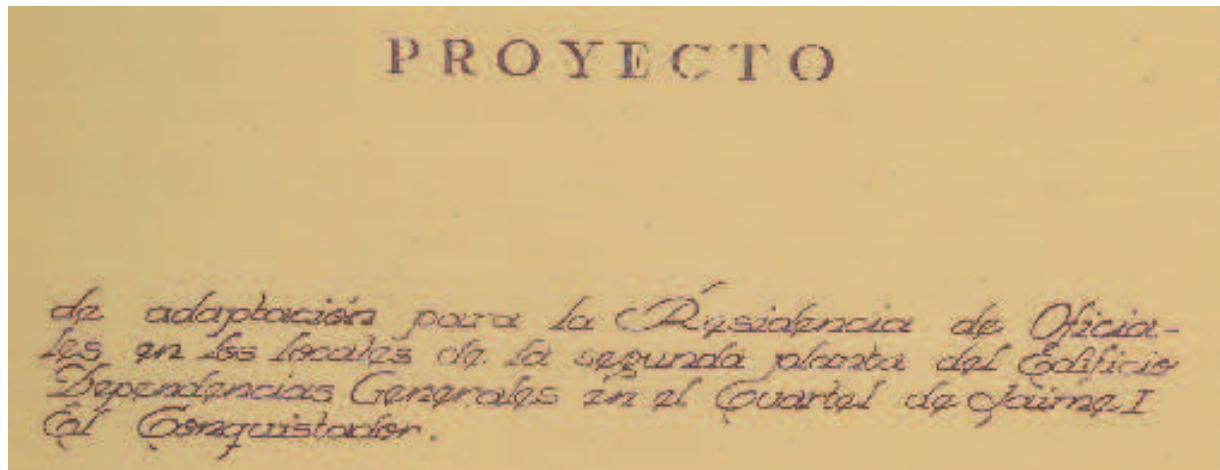 PROYECTO
de adaptación para la Residencia de Oficia-
les en los locales de la segunda planta del Edificio
Dependencias Generales en el Cuartel de Jaime I
El Conquistador.